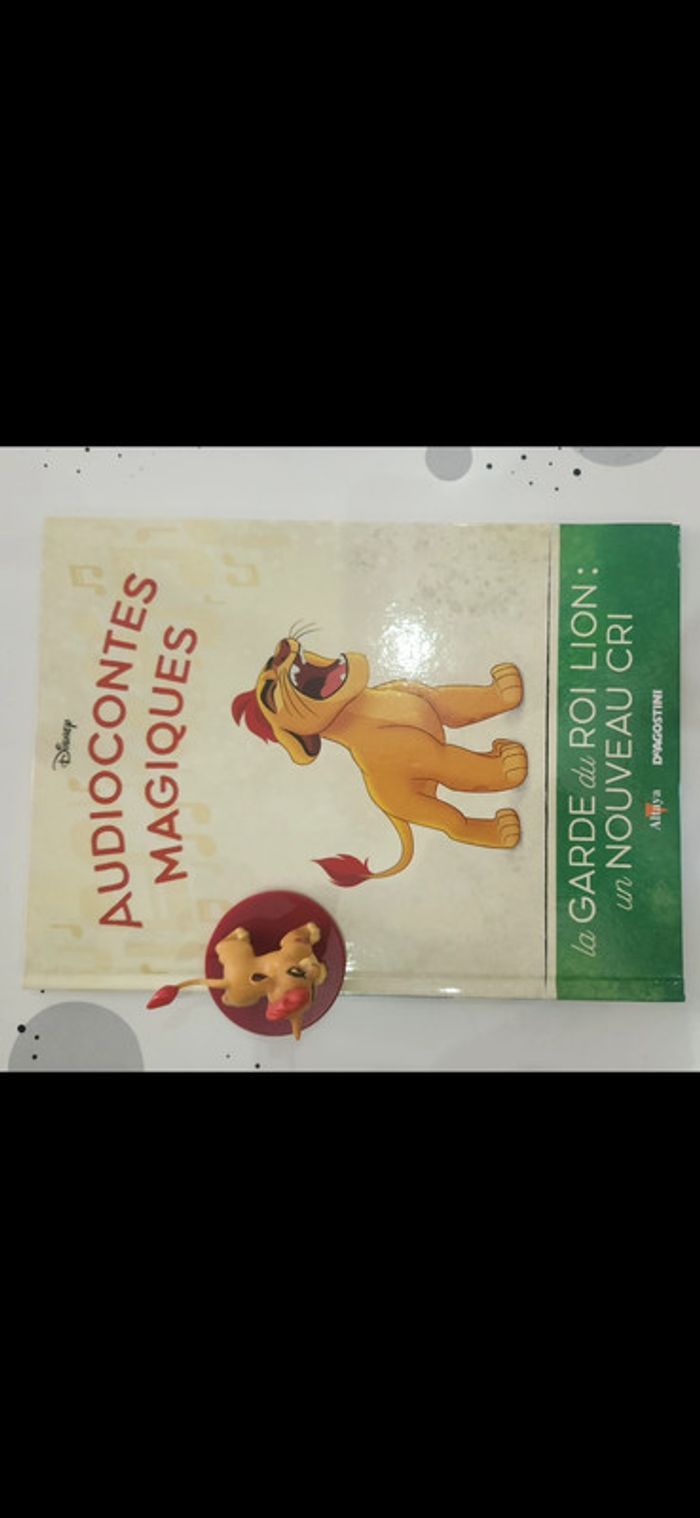 Disney
AUDIOCONTES
MAGIQUES
la GARDE du ROI LION :
un NOUVEAU CRI
Altaya
DeAGOSTINI